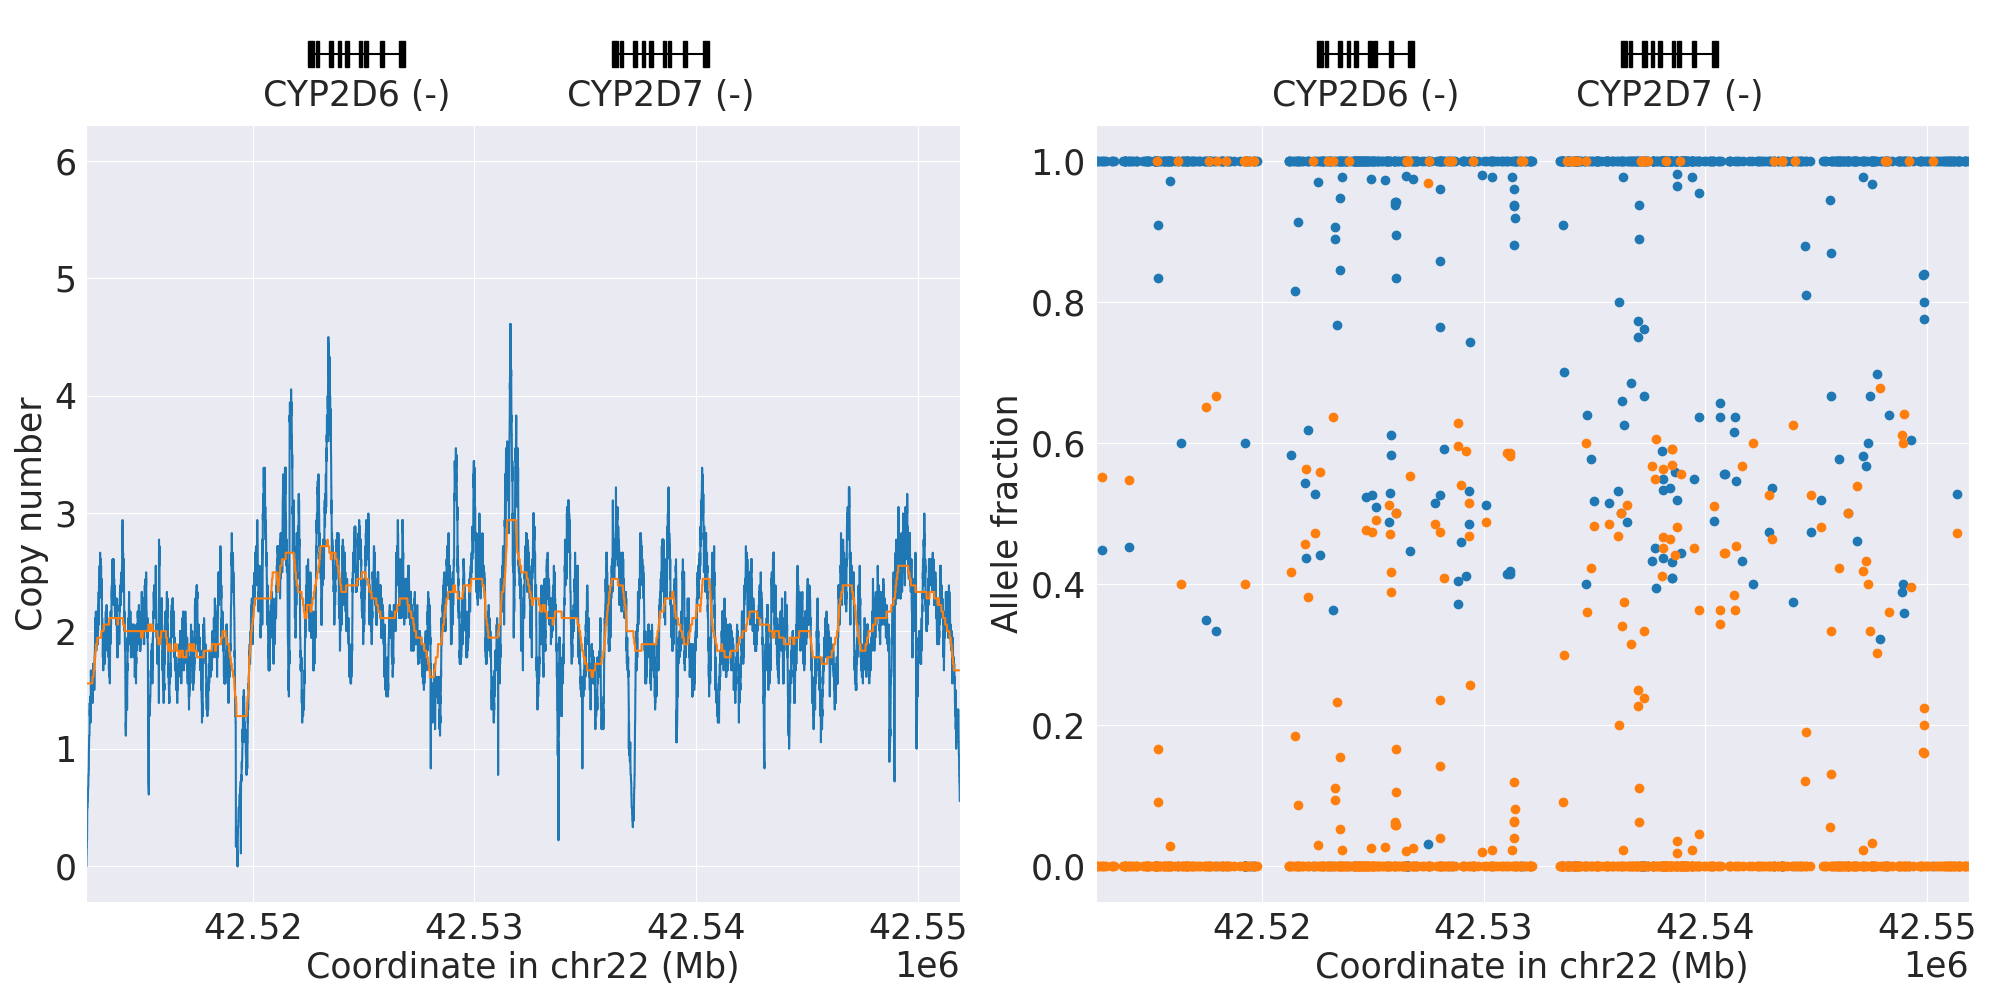 CYP2D6 (-) CYP2D7 (-)
6
5
4
3
2
1
0
Copy number
42.52 42.53 42.54 42.55
Coordinate in chr22 (Mb)
1e6
CYP2D6 (-) CYP2D7 (-)
1.0
0.8
0.6
0.4
0.2
0.0
Allele fraction
42.52 42.53 42.54 42.55
Coordinate in chr22 (Mb)
1e6